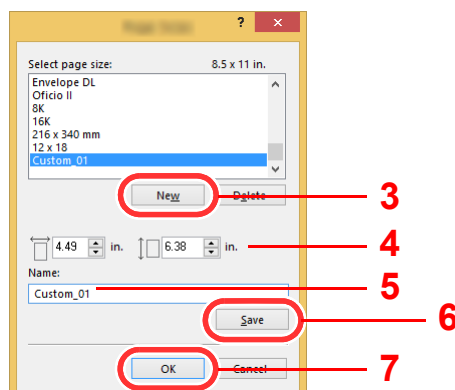 ?  ×
Select page size: 8.5 x 11 in.
Envelope DL
Oficio II
8K
16K
216 x 340 mm
12 x 18
Custom_01
New Delete 3
4.49 in. 6.38 in. 4
Name:
Custom_01 5
Save 6
OK Cancel 7